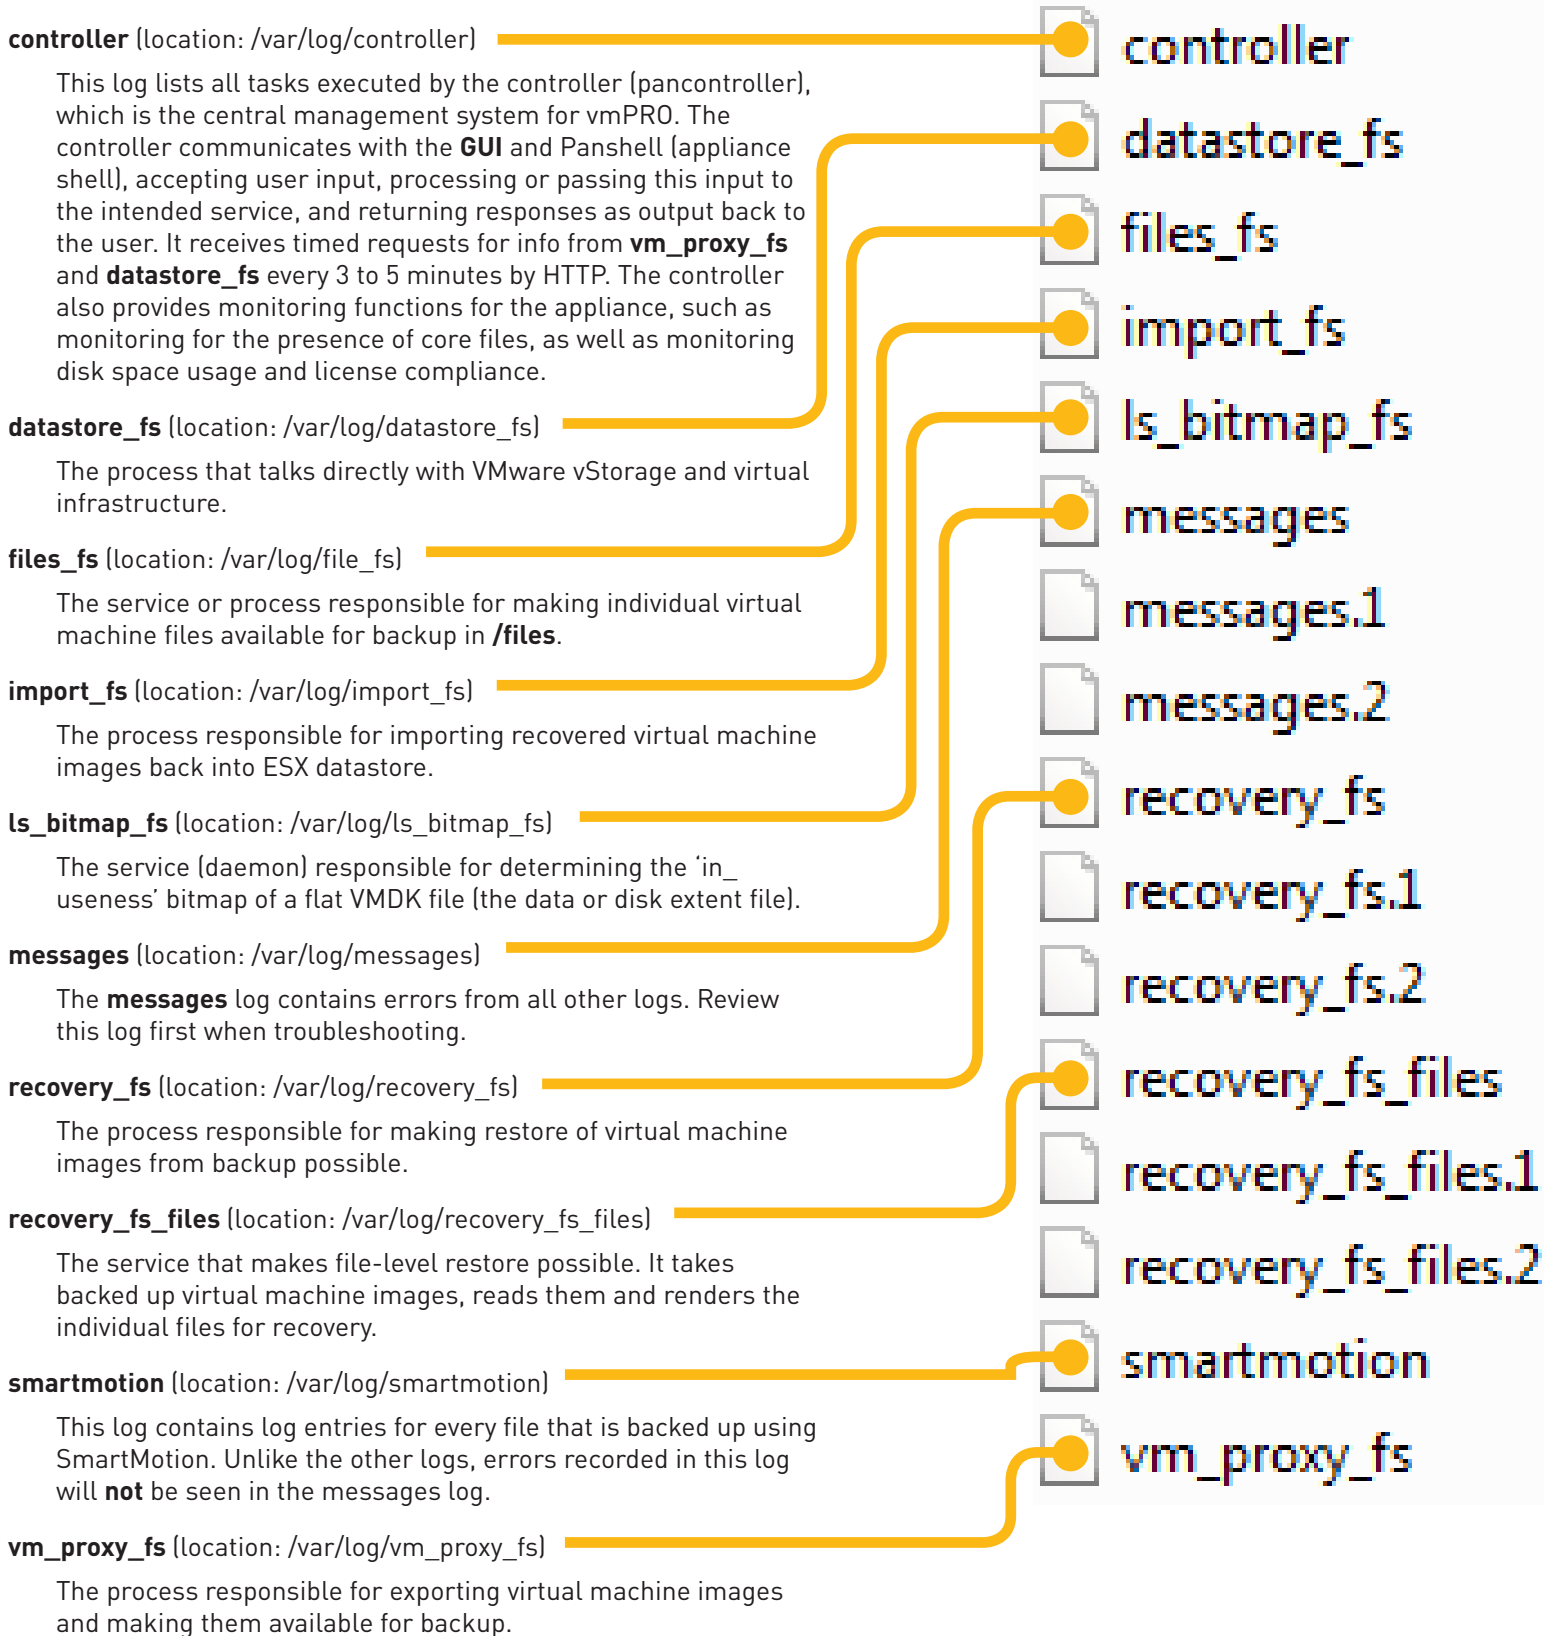 controller (location: /var/log/controller)
This log lists all tasks executed by the controller (pancontroller),
which is the central management system for vmPRO. The
controller communicates with the GUI and Panshell (appliance
shell), accepting user input, processing or passing this input to
the intended service, and returning responses as output back to
the user. It receives timed requests for info from vm_proxy_fs
and datastore_fs every 3 to 5 minutes by HTTP. The controller
also provides monitoring functions for the appliance, such as
monitoring for the presence of core files, as well as monitoring
disk space usage and license compliance.
datastore_fs (location: /var/log/datastore_fs)
The process that talks directly with VMware vStorage and virtual
infrastructure.
files_fs (location: /var/log/file_fs)
The service or process responsible for making individual virtual
machine files available for backup in /files.
import_fs (location: /var/log/import_fs)
The process responsible for importing recovered virtual machine
images back into ESX datastore.
ls_bitmap_fs (location: /var/log/ls_bitmap_fs)
The service (daemon) responsible for determining the ‘in_
useness’ bitmap of a flat VMDK file (the data or disk extent file).
messages (location: /var/log/messages)
The messages log contains errors from all other logs. Review
this log first when troubleshooting.
recovery_fs (location: /var/log/recovery_fs)
The process responsible for making restore of virtual machine
images from backup possible.
recovery_fs_files (location: /var/log/recovery_fs_files)
The service that makes file-level restore possible. It takes
backed up virtual machine images, reads them and renders the
individual files for recovery.
smartmotion (location: /var/log/smartmotion)
This log contains log entries for every file that is backed up using
SmartMotion. Unlike the other logs, errors recorded in this log
will not be seen in the messages log.
vm_proxy_fs (location: /var/log/vm_proxy_fs)
The process responsible for exporting virtual machine images
and making them available for backup.
controller
datastore_fs
files_fs
import_fs
ls_bitmap_fs
messages
messages.1
messages.2
recovery_fs
recovery_fs.1
recovery_fs.2
recovery_fs_files
recovery_fs_files.1
recovery_fs_files.2
smartmotion
vm_proxy_fs